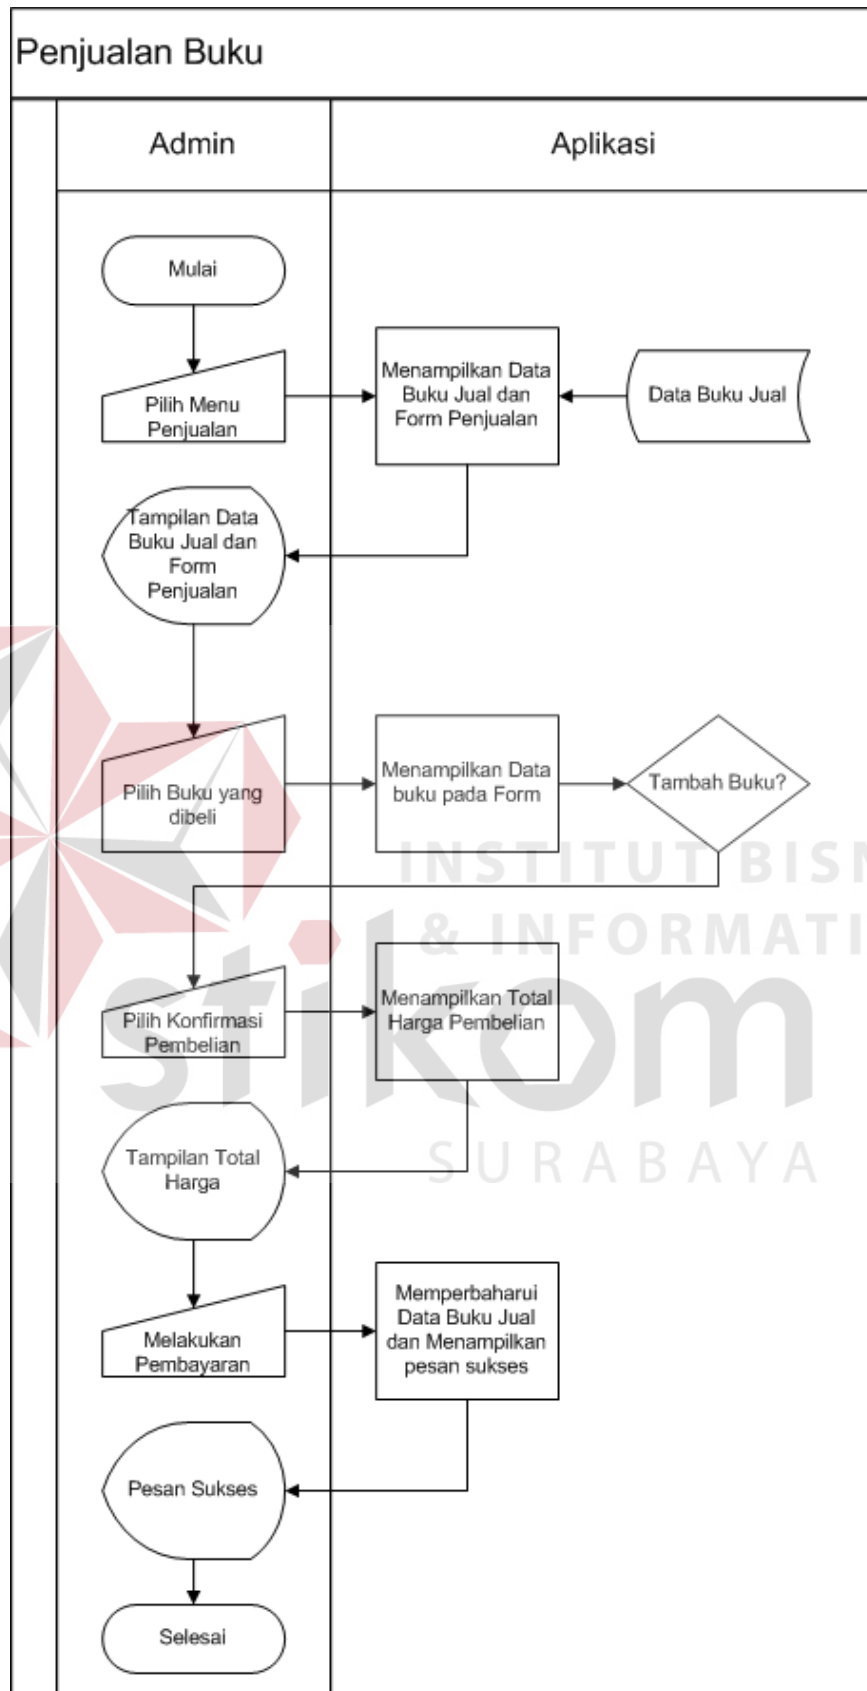 Penjualan Buku
Admin
Aplikasi
Mulai
Pilih Menu
Penjualan
Menampilkan Data
Buku Jual dan
Form Penjualan
Data Buku Jual
Tampilan Data
Buku Jual dan
Form
Penjualan
Pilih Buku yang
dibeli
Menampilkan Data
buku pada Form
Tambah Buku?
INSTITUT BISN
& INFORMATI
stikom
SURABAYA
Pilih Konfirmasi
Pembelian
Menampilkan Total
Harga Pembelian
Tampilan Total
Harga
Melakukan
Pembayaran
Memperbaharui
Data Buku Jual
dan Menampilkan
pesan sukses
Pesan Sukses
Selesai